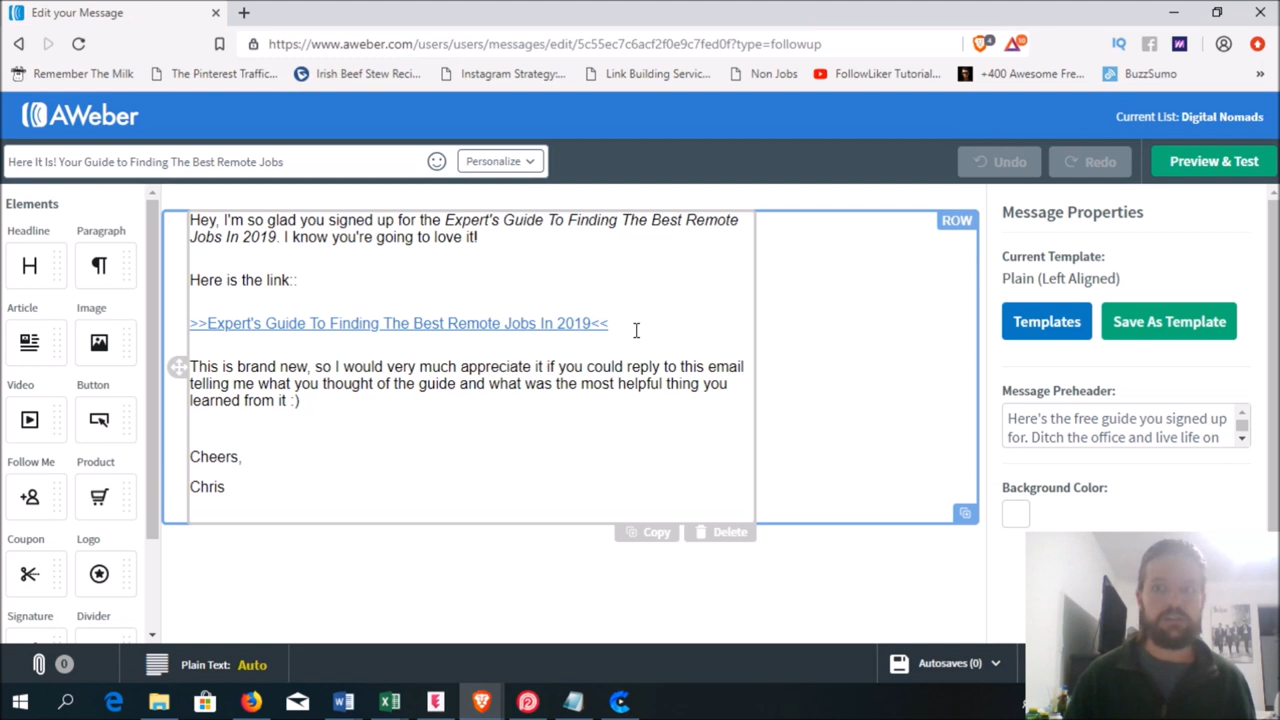 Edit your Message
https://www.aweber.com/users/users/messages/edit/5c55ec7c6acf2f0e9c7fed0f?type=followup
4
10
IQ
Remember The Milk
The Pinterest Traffic...
Irish Beef Stew Reci...
Instagram Strategy:...
Link Building Servic...
Non Jobs
FollowLiker Tutorial...
+400 Awesome Fre...
BuzzSumo
»
AWeber
Current List: Digital Nomads
Here It Is! Your Guide to Finding The Best Remote Jobs
Personalize
Undo
Redo
Preview & Test
Elements
Headline
Paragraph
H
Article
Image
Video
Button
Follow Me
Product
Coupon
Logo
Signature
Divider
ROW
Hey, I'm so glad you signed up for the Expert's Guide To Finding The Best Remote
Jobs In 2019. I know you're going to love it!
Here is the link::
>>Expert's Guide To Finding The Best Remote Jobs In 2019<<
This is brand new, so I would very much appreciate it if you could reply to this email
telling me what you thought of the guide and what was the most helpful thing you
learned from it :)
Cheers,
Chris
Copy
Delete
Message Properties
Current Template:
Plain (Left Aligned)
Templates
Save As Template
Message Preheader:
Here's the free guide you signed up
for. Ditch the office and live life on
Background Color:
0
Plain Text: Auto
Autosaves (0)